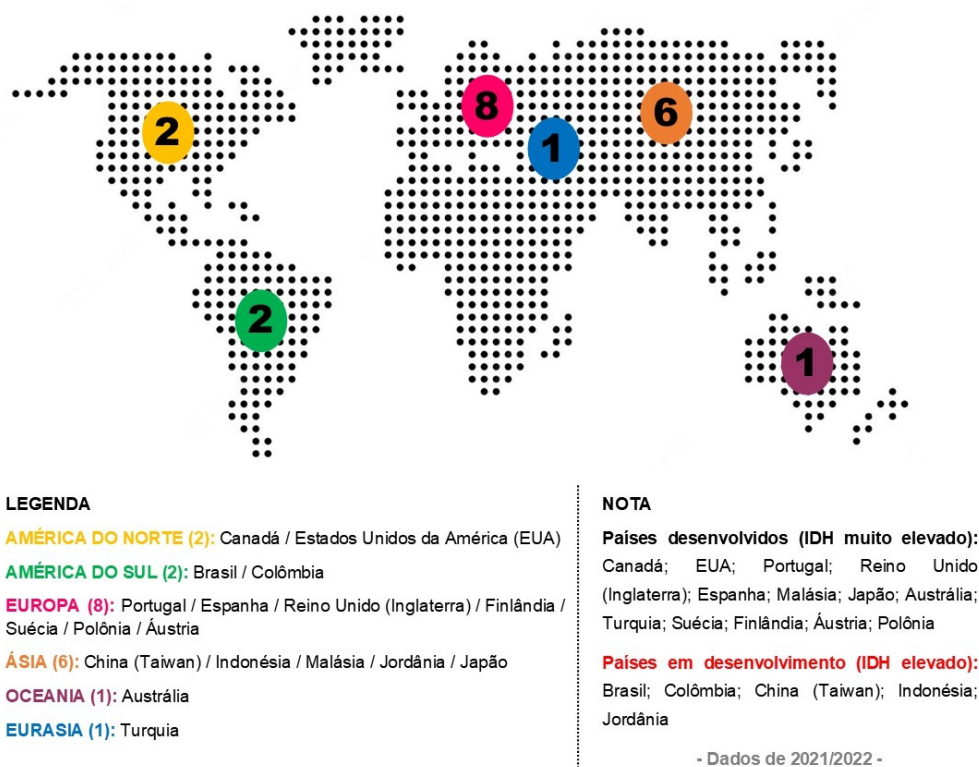 8
6
2
1
2
1
LEGENDA
AMÉRICA DO NORTE (2): Canadá / Estados Unidos da América (EUA)
AMÉRICA DO SUL (2): Brasil / Colômbia
EUROPA (8): Portugal / Espanha / Reino Unido (Inglaterra) / Finlândia /
Suécia / Polônia / Áustria
ÁSIA (6): China (Taiwan) / Indonésia / Malásia / Jordânia / Japão
OCEANIA (1): Austrália
EURASIA (1): Turquia
NOTA
Países desenvolvidos (IDH muito elevado):
Canadá; EUA; Portugal; Reino Unido
(Inglaterra); Espanha; Malásia; Japão; Austrália;
Turquia; Suécia; Finlândia; Áustria; Polônia
Países em desenvolvimento (IDH elevado):
Brasil; Colômbia; China (Taiwan); Indonésia;
Jordânia
- Dados de 2021/2022 -